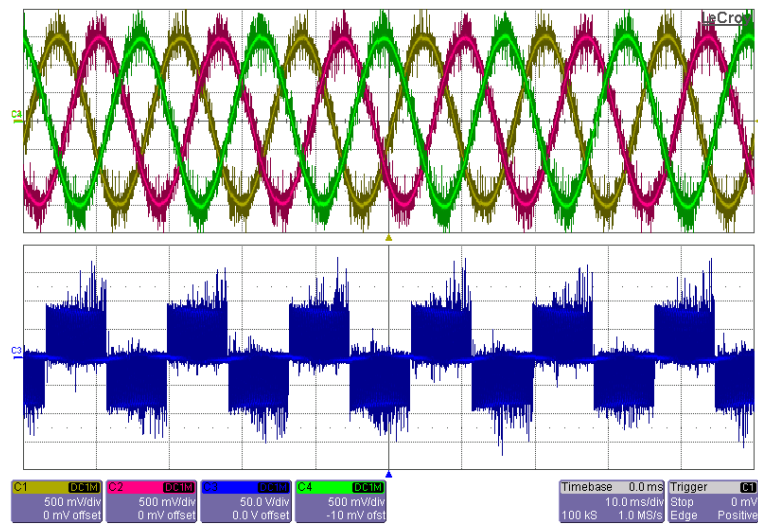 LeCroy
C3
C1 DC1M
500 mV/div
0 mV offset
C2 DC1M
500 mV/div
0 mV offset
C3
50.0 V/div
0.0 V offset
C4 DC1M
500 mV/div
-10 mV ofst
Timebase 0.0 ms
10.0 ms/div
100 kS 1.0 MS/s
Trigger C1
Stop 0 mV
Edge Positive